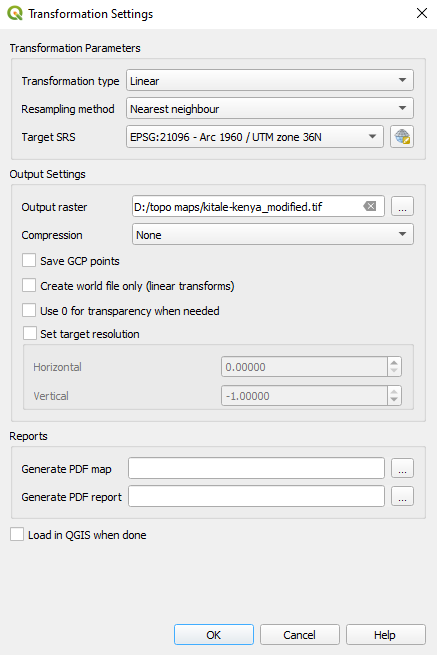 Transformation Settings
Transformation Parameters
Transformation type Linear
Resampling method Nearest neighbour
Target SRS EPSG:21096 - Arc 1960 / UTM zone 36N
Output Settings
Output raster D:/topo maps/kitale-kenya_modified.tif ...
Compression None
Save GCP points
Create world file only (linear transforms)
Use 0 for transparency when needed
Set target resolution
Horizontal 0.00000
Vertical -1.00000
Reports
Generate PDF map ...
Generate PDF report ...
Load in QGIS when done
OK Cancel Help